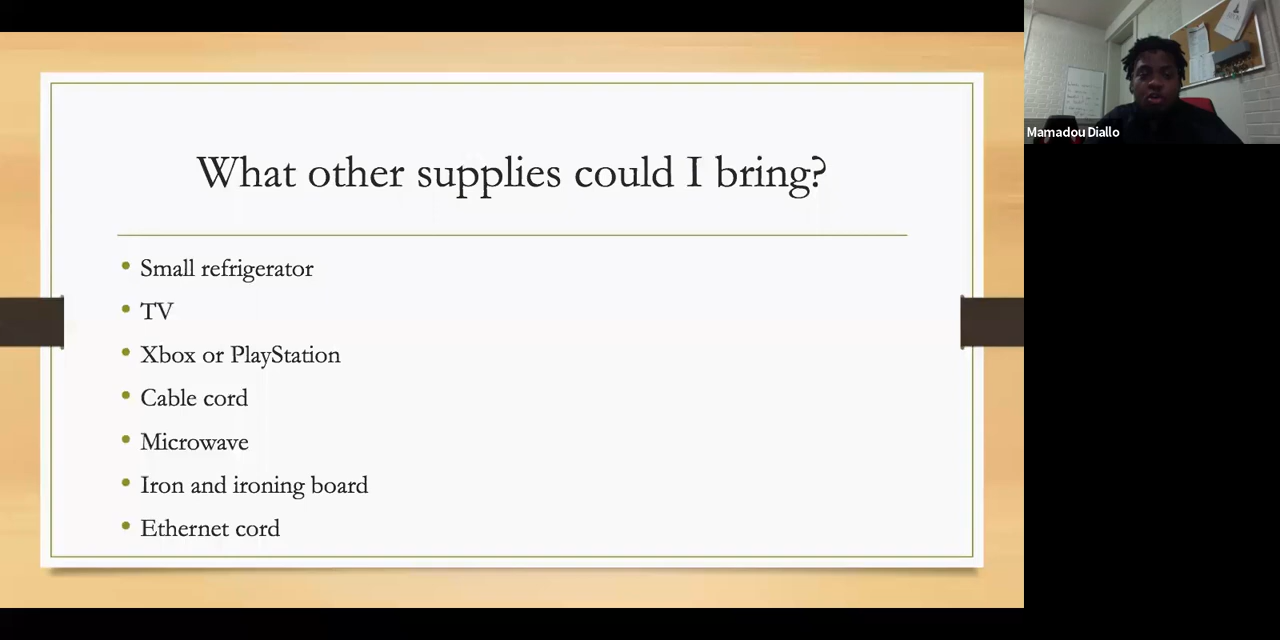 What other supplies could I bring?
• Small refrigerator
• TV
• Xbox or PlayStation
• Cable cord
• Microwave
• Iron and ironing board
• Ethernet cord
Mamadou Diallo